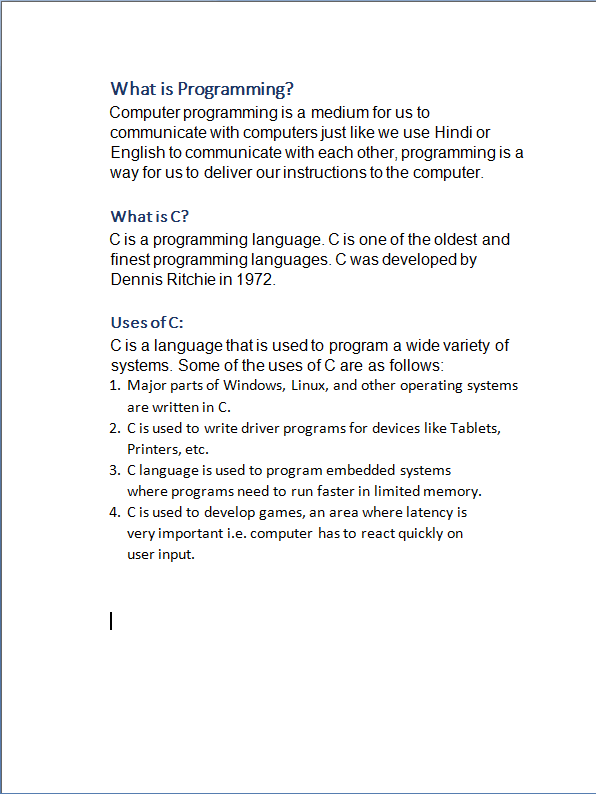 What is Programming?
Computer programming is a medium for us to
communicate with computers just like we use Hindi or
English to communicate with each other, programming is a
way for us to deliver our instructions to the computer.
What is C?
C is a programming language. C is one of the oldest and
finest programming languages. C was developed by
Dennis Ritchie in 1972.
Uses of C:
C is a language that is used to program a wide variety of
systems. Some of the uses of C are as follows:
1. Major parts of Windows, Linux, and other operating systems
are written in C.
2. C is used to write driver programs for devices like Tablets,
Printers, etc.
3. C language is used to program embedded systems
where programs need to run faster in limited memory.
4. C is used to develop games, an area where latency is
very important i.e. computer has to react quickly on
user input.